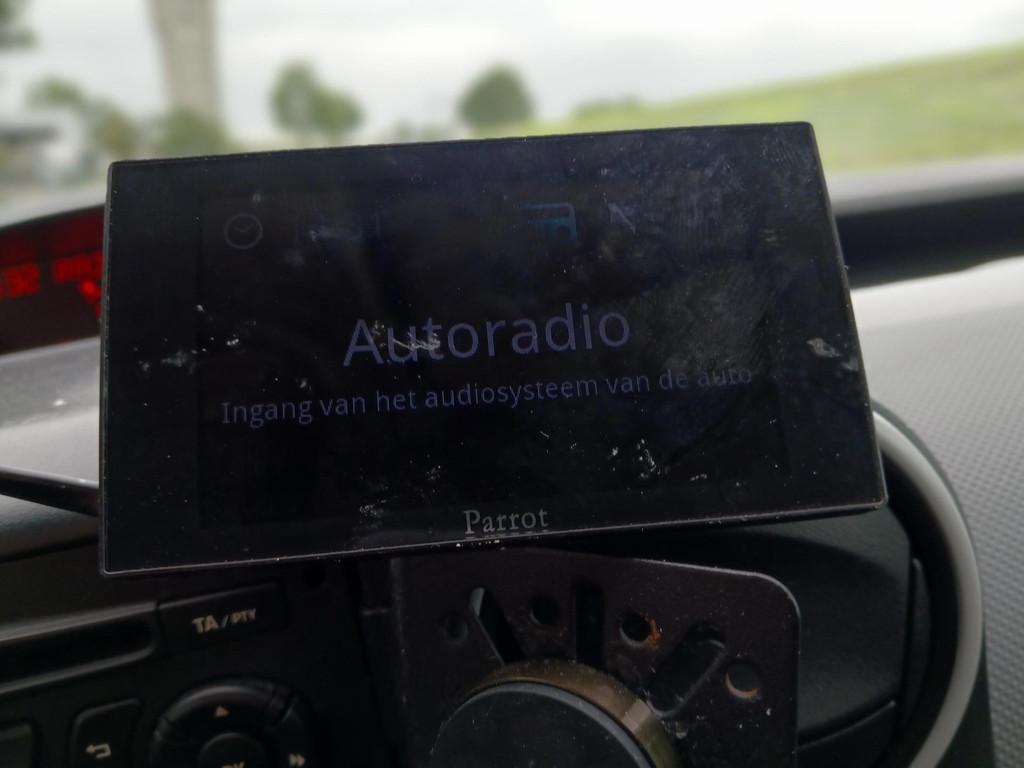 Autoradio
Ingang van het audiosysteem van de auto
Parrot
TA/PTY